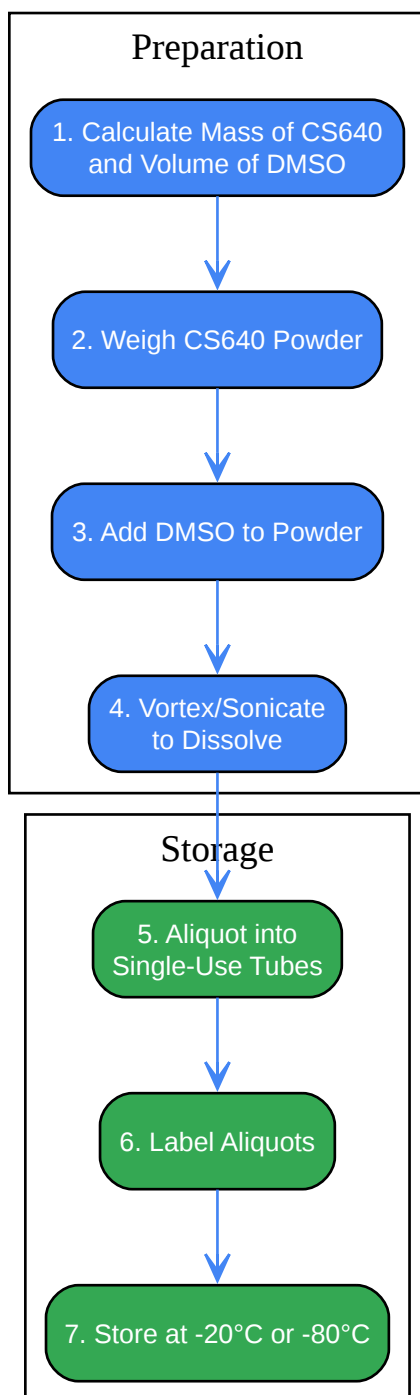 Preparation
1. Calculate Mass of CS640
and Volume of DMSO
2. Weigh CS640 Powder
3. Add DMSO to Powder
4. Vortex/Sonicate
to Dissolve
Storage
5. Aliquot into
Single-Use Tubes
6. Label Aliquots
7. Store at -20°C or -80°C